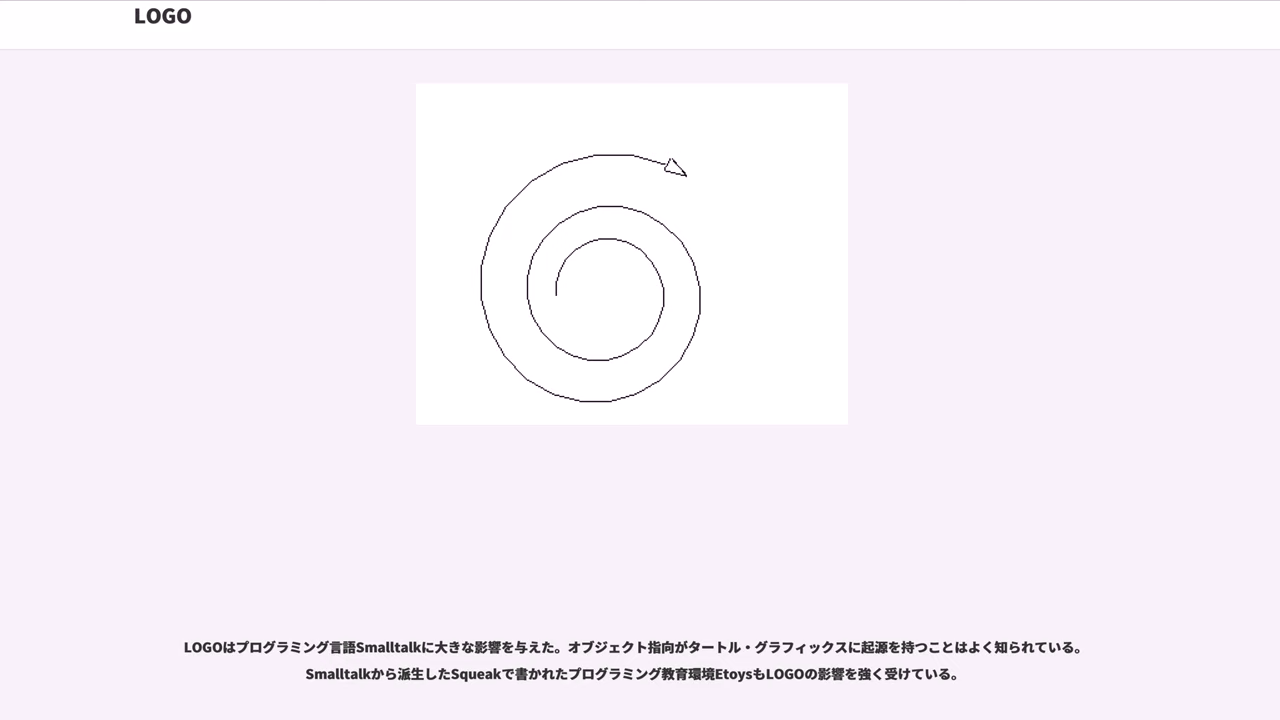 LOGO
LOGOはプログラミング言語Smalltalkに大きな影響を与えた。オブジェクト指向がタートル・グラフィックスに起源を持つことはよく知られている。
Smalltalkから派生したSqueakで書かれたプログラミング教育環境EtoysもLOGOの影響を強く受けている。